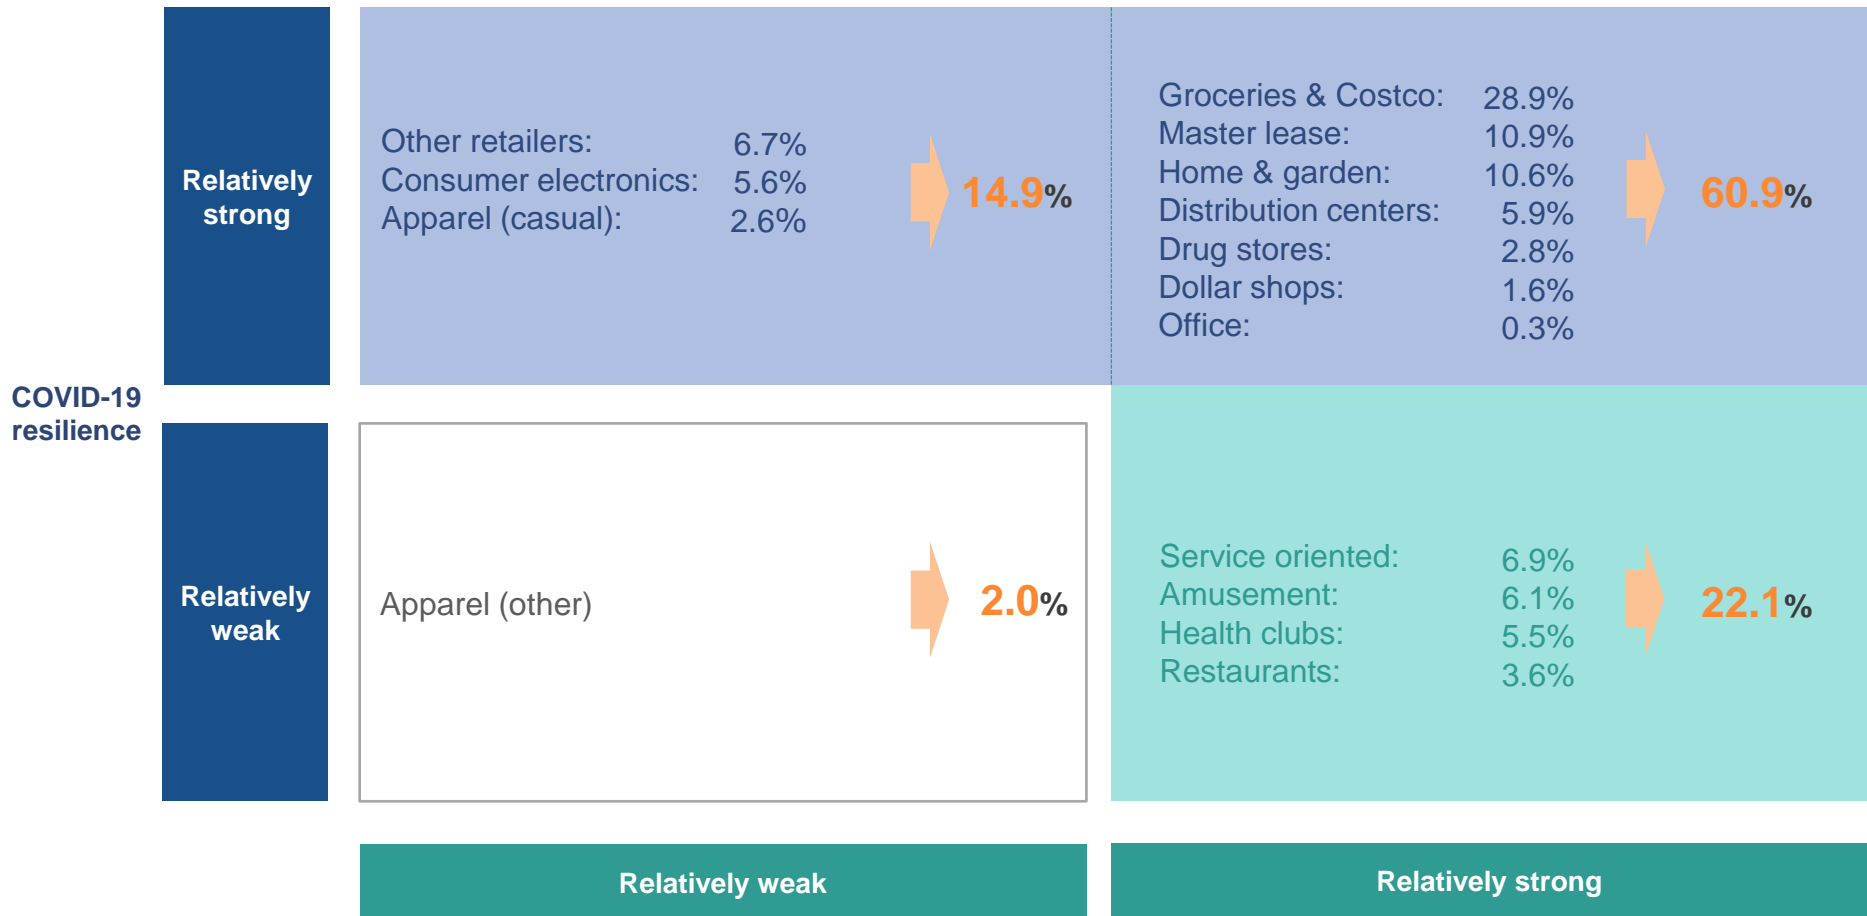 COVID-19
resilience
Relatively
strong
Other retailers: 6.7%
Consumer electronics: 5.6%
Apparel (casual): 2.6%
14.9%
Groceries & Costco: 28.9%
Master lease: 10.9%
Home & garden: 10.6%
Distribution centers: 5.9%
Drug stores: 2.8%
Dollar shops: 1.6%
Office: 0.3%
60.9%
Relatively
weak
Apparel (other)
2.0%
Service oriented: 6.9%
Amusement: 6.1%
Health clubs: 5.5%
Restaurants: 3.6%
22.1%
Relatively weak
Relatively strong